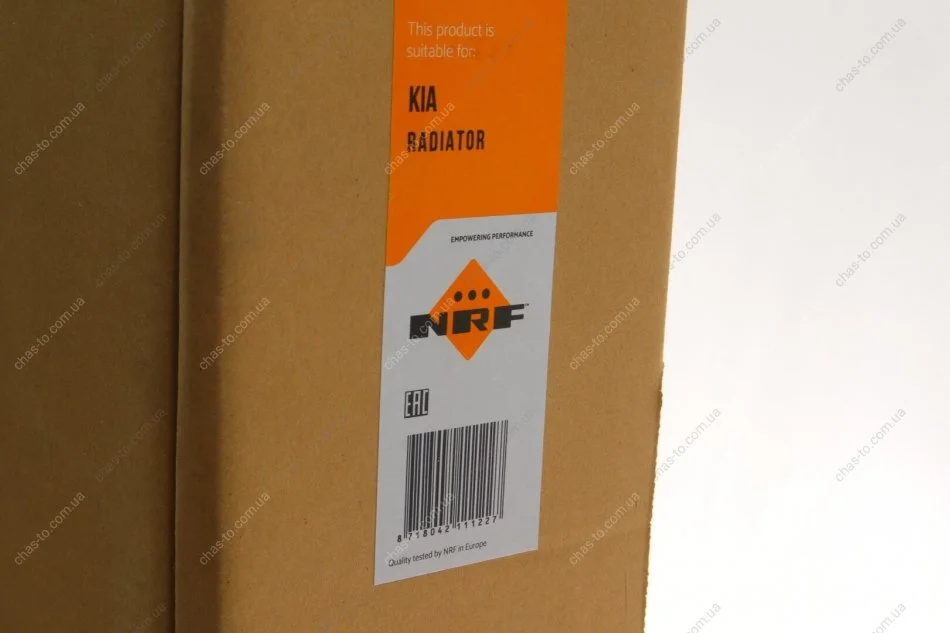 This product is
suitable for:
KIA
RADIATOR
EMPOWERING PERFORMANCE
NRF™
EAC
8 718042 111227
Quality tested by NRF in Europe
chas-to.com.ua